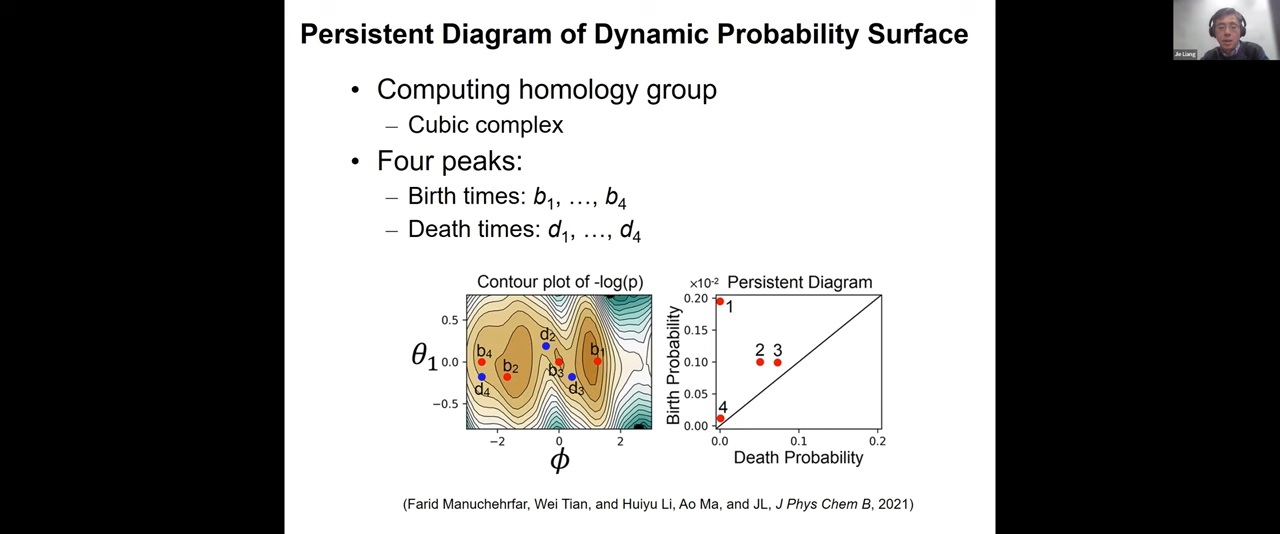 Persistent Diagram of Dynamic Probability Surface
Jie Liang
• Computing homology group
– Cubic complex
• Four peaks:
– Birth times: b1, …, b4
– Death times: d1, …, d4
Contour plot of -log(p)
θ1
0.5
0.0
−0.5
−2
0
2
ϕ
b4
d4
b2
d2
b3
d3
b1
×10-2 Persistent Diagram
Birth Probability
0.20
0.15
0.10
0.05
0.00
1
2
3
4
0.0
0.1
0.2
Death Probability
(Farid Manuchehrfar, Wei Tian, and Huiyu Li, Ao Ma, and JL, J Phys Chem B, 2021)